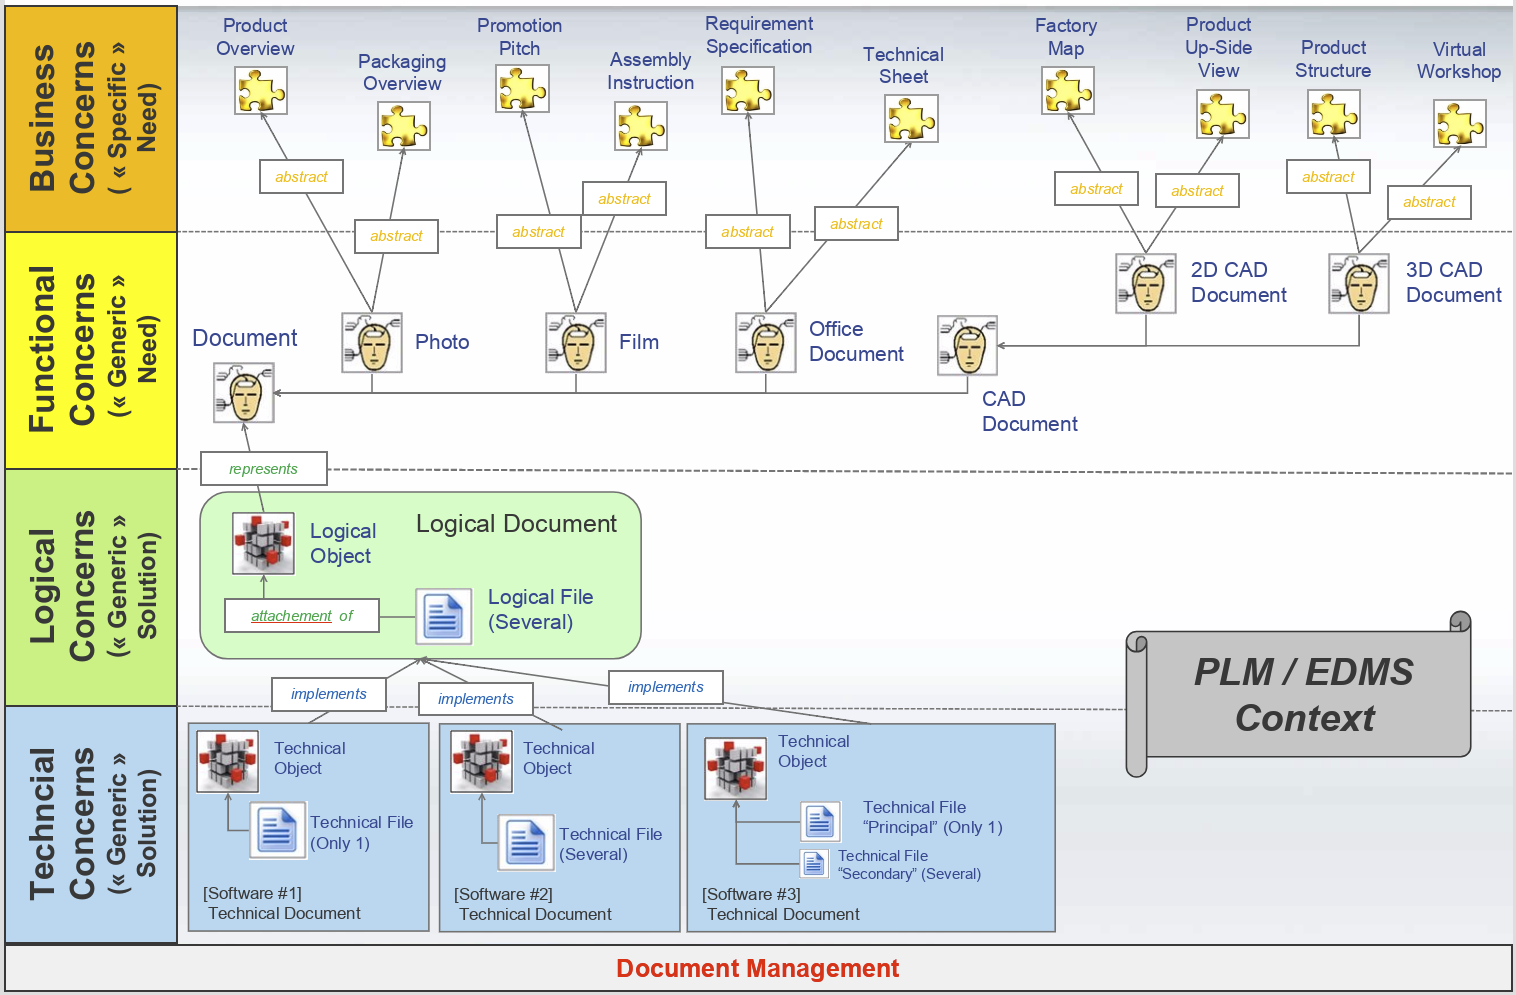 Business
Concerns
(« Specific »
Need)
Product
Overview
Packaging
Overview
Promotion
Pitch
Assembly
Instruction
Requirement
Specification
Technical
Sheet
Factory
Map
Product
Up-Side
View
Product
Structure
Virtual
Workshop
abstract
abstract
abstract
abstract
abstract
abstract
abstract
abstract
abstract
abstract
Functional
Concerns
(« Generic »
Need)
Document
Photo
Film
Office
Document
CAD
Document
2D CAD
Document
3D CAD
Document
represents
Logical
Concerns
(« Generic »
Solution)
Logical Document
Logical
Object
attachement of
Logical File
(Several)
implements
implements
implements
PLM / EDMS
Context
Techncial
Concerns
(« Generic »
Solution)
Technical
Object
Technical File
(Only 1)
[Software #1]
Technical Document
Technical
Object
Technical File
(Several)
[Software #2]
Technical Document
Technical
Object
Technical File
“Principal” (Only 1)
Technical File
“Secondary” (Several)
[Software #3]
Technical Document
Document Management